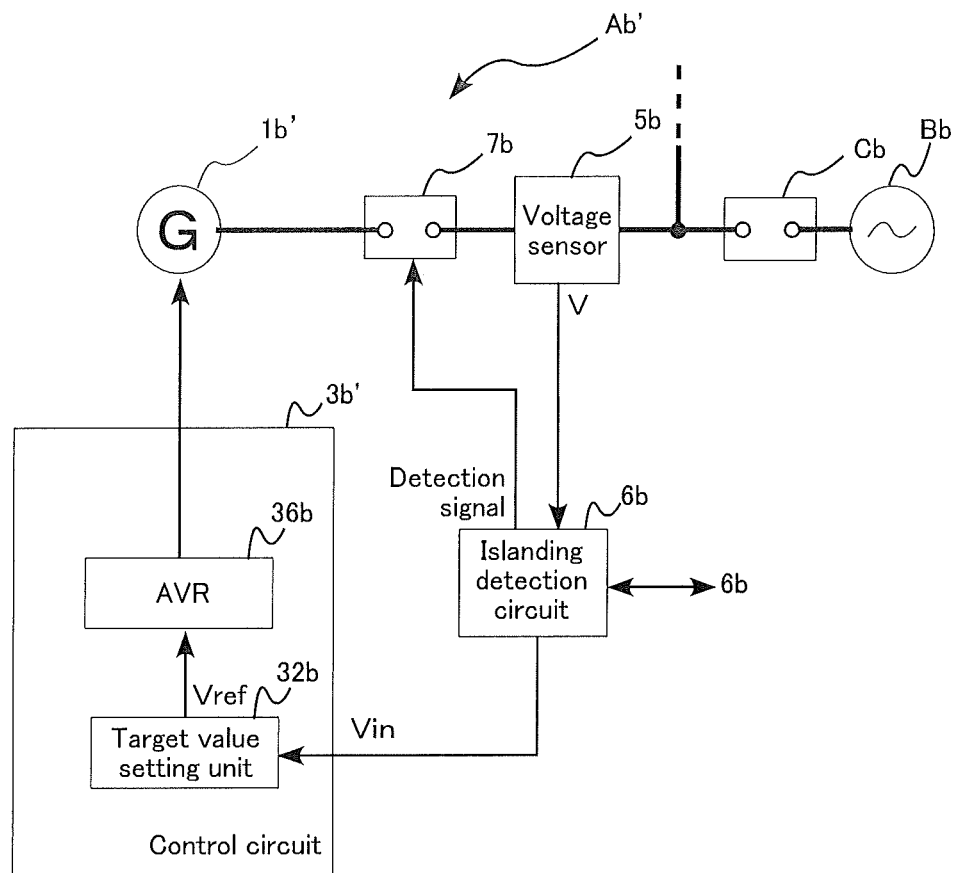 Ab'
1b'
7b
5b
Cb
Bb
G
Voltage
sensor
V
3b'
Detection
signal
36b
6b
AVR
Islanding
detection
circuit
6b
Vref
32b
Vin
Target value
setting unit
Control circuit